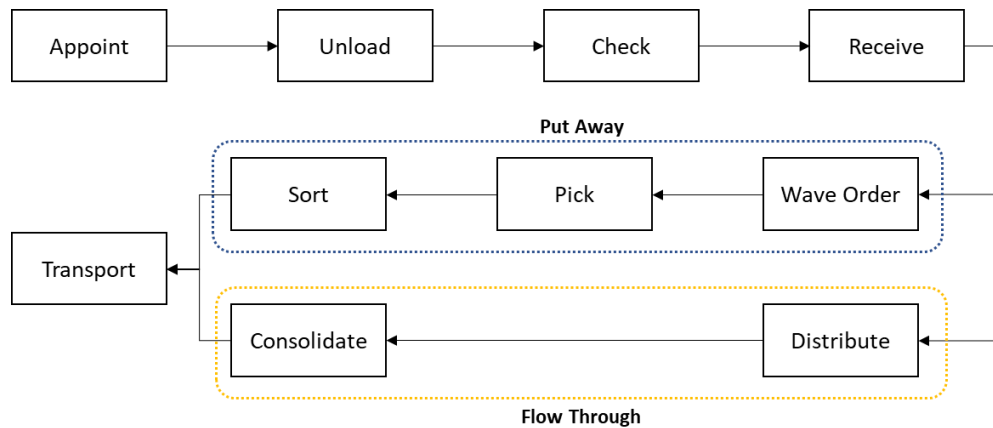 Appoint
Unload
Check
Receive
Put Away
Sort
Pick
Wave Order
Transport
Consolidate
Distribute
Flow Through